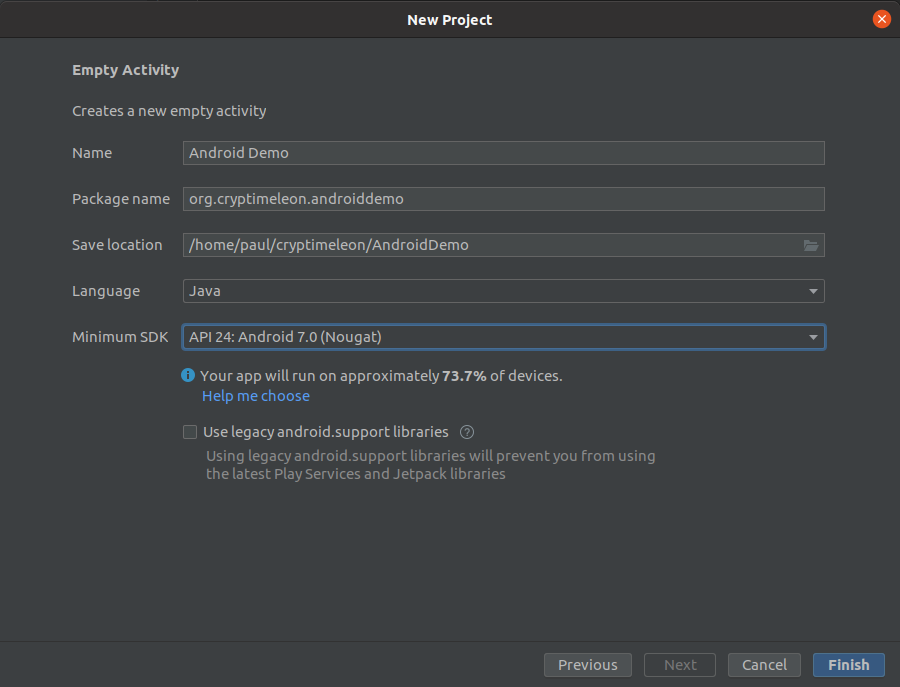 New Project
Empty Activity
Creates a new empty activity
Name Android Demo
Package name org.cryptimeleon.androiddemo
Save location /home/paul/cryptimeleon/AndroidDemo
Language Java
Minimum SDK API 24: Android 7.0 (Nougat)
Your app will run on approximately 73.7% of devices.
Help me choose
Use legacy android.support libraries
Using legacy android.support libraries will prevent you from using
the latest Play Services and Jetpack libraries
Previous Next Cancel Finish